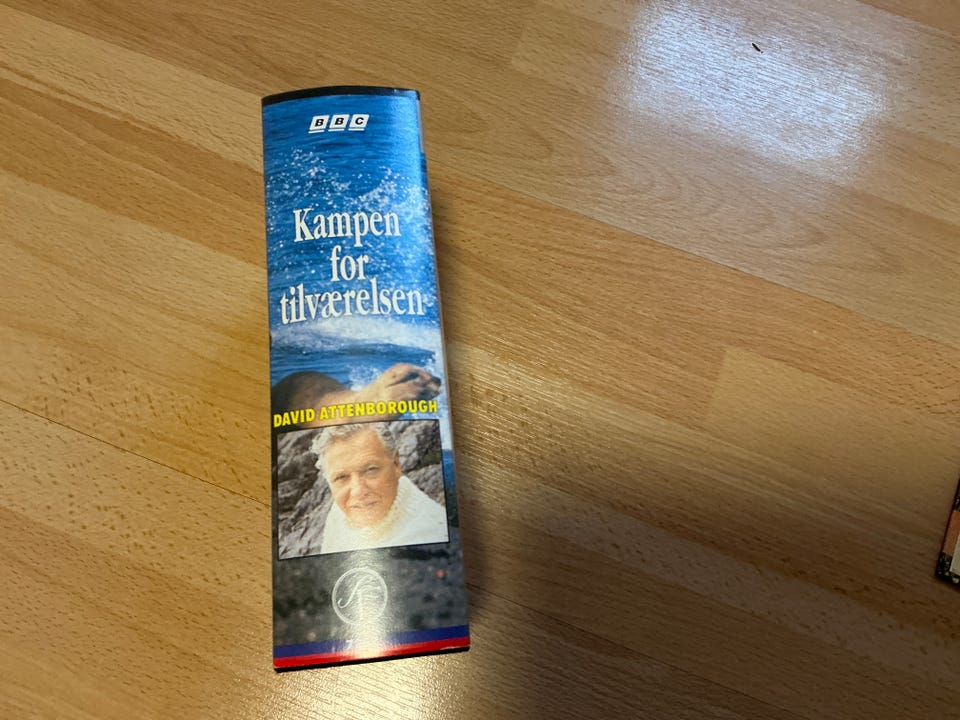 BBC
Kampen
for
tilværelsen
DAVID ATTENBOROUGH